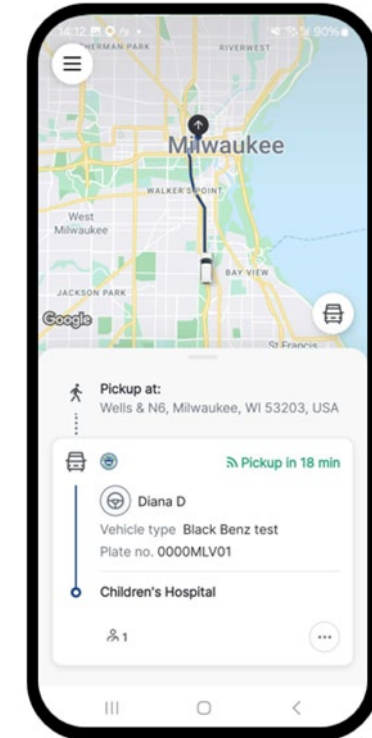 14:12
90%
SHERMAN PARK
RIVERWEST
Milwaukee
WALKER'S POINT
West
Milwaukee
BAY VIEW
JACKSON PARK
Google
St Francis
Pickup at:
Wells & N6, Milwaukee, WI 53203, USA
Pickup in 18 min
Diana D
Vehicle type Black Benz test
Plate no. 0000MLV01
Children's Hospital
1